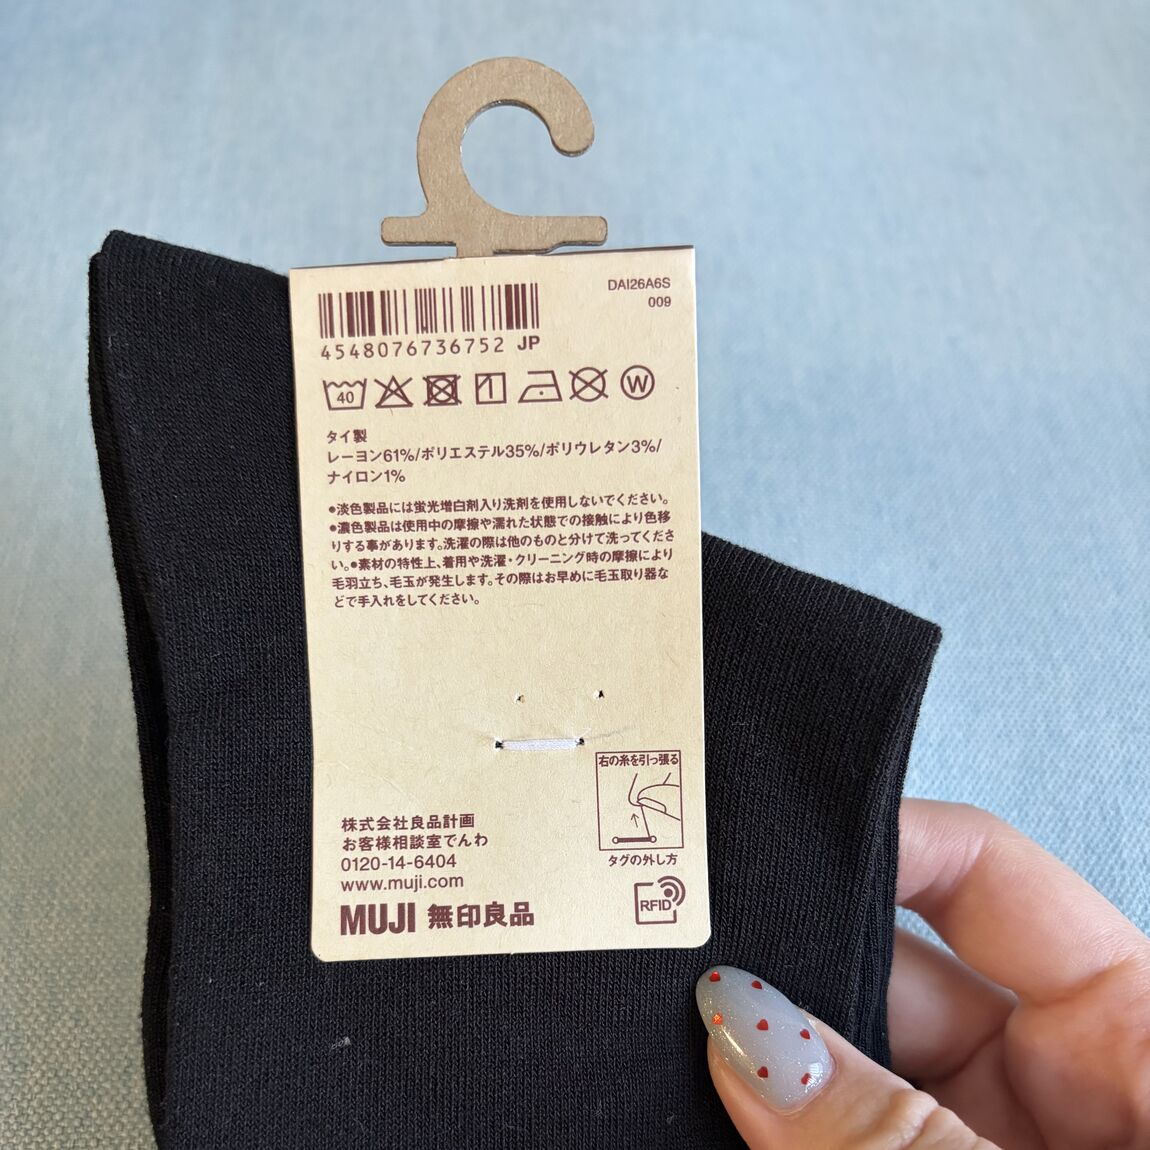 DAI26A6S
009
4548076736752 JP
40
W
タイ製
レーヨン61%/ポリエステル35%/ポリウレタン3%/
ナイロン1%
●淡色製品には蛍光増白剤入り洗剤を使用しないでください。
●濃色製品は使用中の摩擦や濡れた状態での接触により色移
りする事があります。洗濯の際は他のものと分けて洗ってくださ
い。●素材の特性上、着用や洗濯・クリーニング時の摩擦により
毛羽立ち、毛玉が発生します。その際はお早めに毛玉取り器な
どで手入れをしてください。
右の糸を引っ張る
タグの外し方
株式会社良品計画
お客様相談室でんわ
0120-14-6404
www.muji.com
MUJI 無印良品
RFID